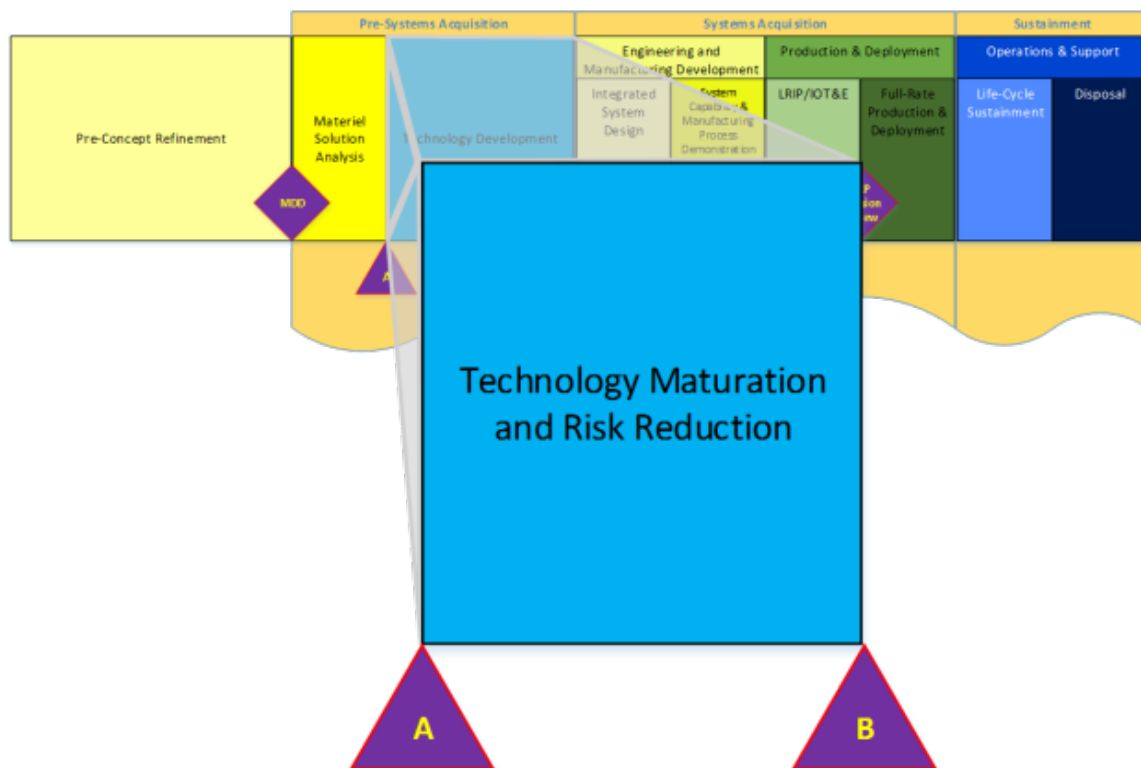 Pre-Systems Acquisition
Systems Acquisition
Sustainment
Pre-Concept Refinement
Materiel
Solution
Analysis
Technology Development
Engineering and
Manufacturing Development
Integrated
System
Design
System
Capability &
Manufacturing
Process
Demonstration
Production & Deployment
LRIP/IOT&E
Full-Rate
Production &
Deployment
Operations & Support
Life-Cycle
Sustainment
Disposal
MDD
A
Technology Maturation
and Risk Reduction
A
B